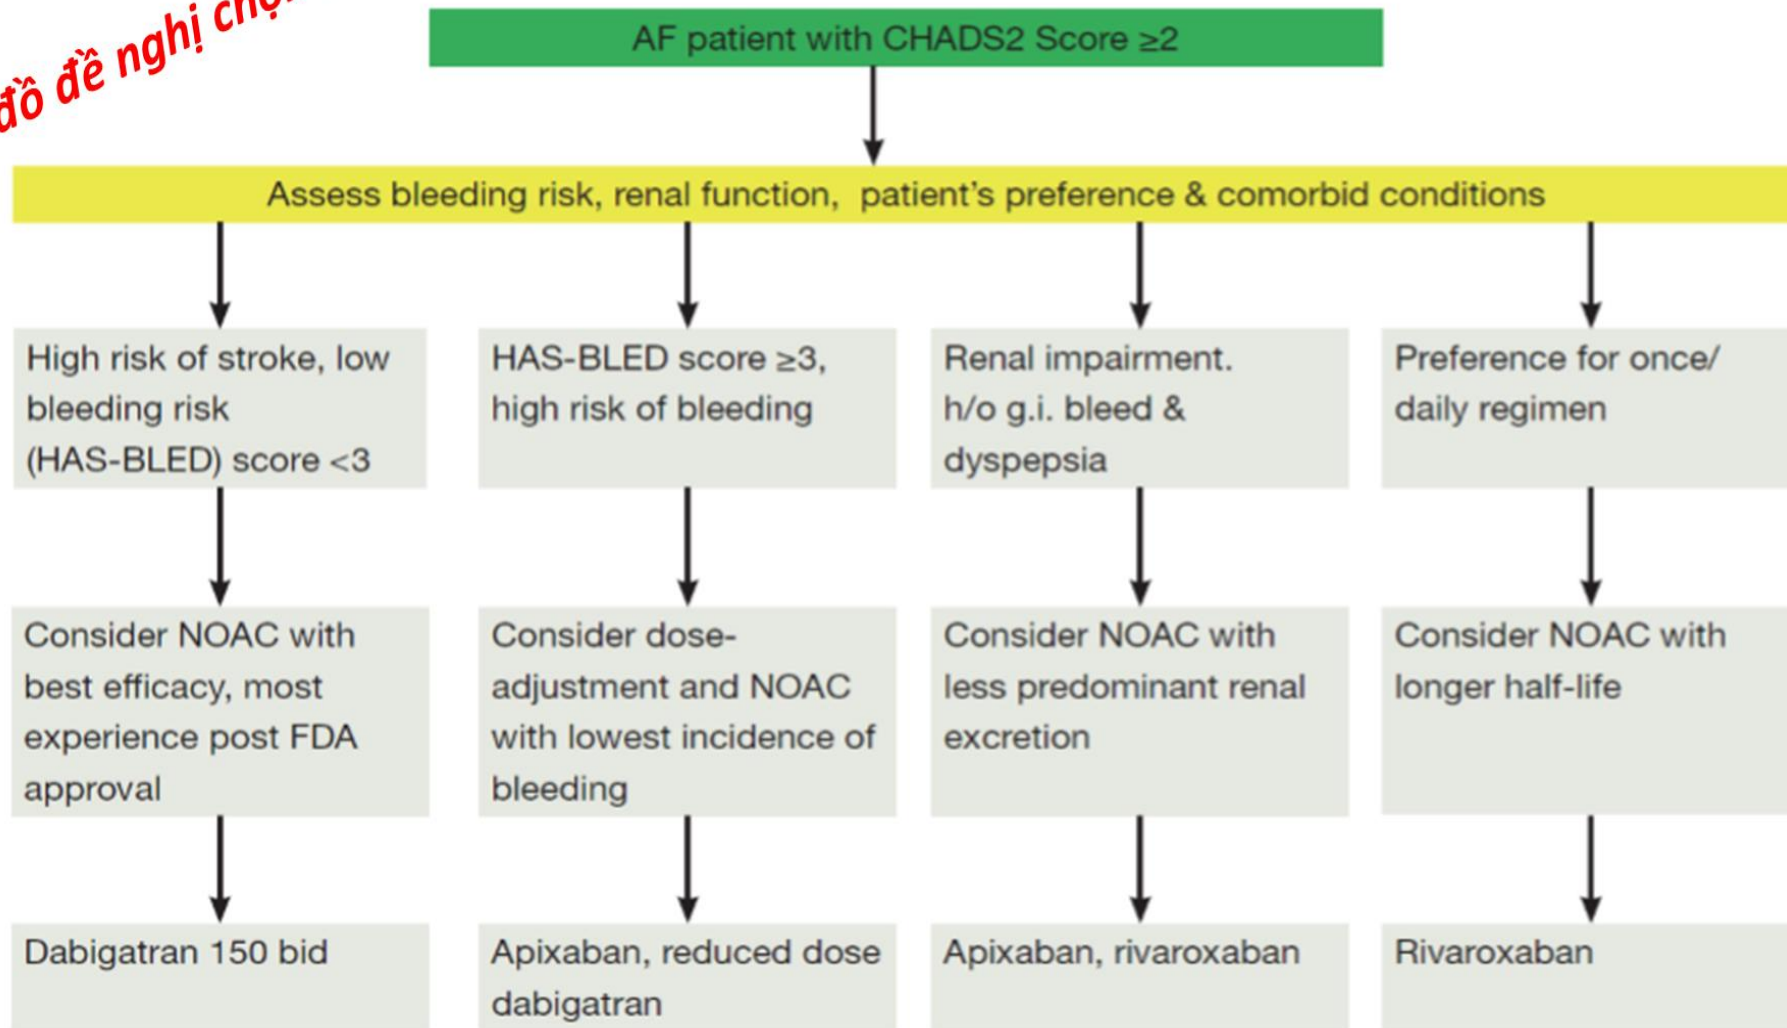 đồ đề nghị
AF patient with CHADS2 Score ≥2
Assess bleeding risk, renal function, patient's preference & comorbid conditions
High risk of stroke, low
bleeding risk
(HAS-BLED) score <3
HAS-BLED score ≥3,
high risk of bleeding
Renal impairment.
h/o g.i. bleed &
dyspepsia
Preference for once/
daily regimen
Consider NOAC with
best efficacy, most
experience post FDA
approval
Consider dose-
adjustment and NOAC
with lowest incidence of
bleeding
Consider NOAC with
less predominant renal
excretion
Consider NOAC with
longer half-life
Dabigatran 150 bid
Apixaban, reduced dose
dabigatran
Apixaban, rivaroxaban
Rivaroxaban